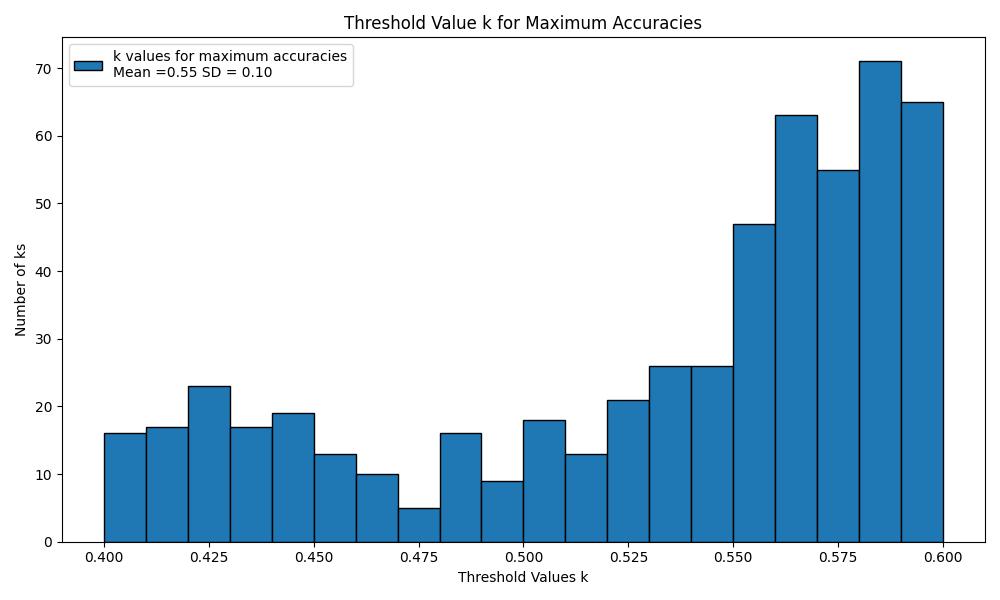 Threshold Value k for Maximum Accuracies
k values for maximum accuracies
Mean =0.55 SD = 0.10
Number of ks
70
60
50
40
30
20
10
0
0.400 0.425 0.450 0.475 0.500 0.525 0.550 0.575 0.600
Threshold Values k